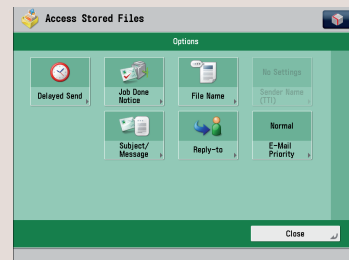 Access Stored Files
Options
Delayed Send
Job Done
Notice
File Name
No Settings
Sender Name
(TTI)
Subject/
Message
Reply-to
Normal
E-Mail
Priority
Close